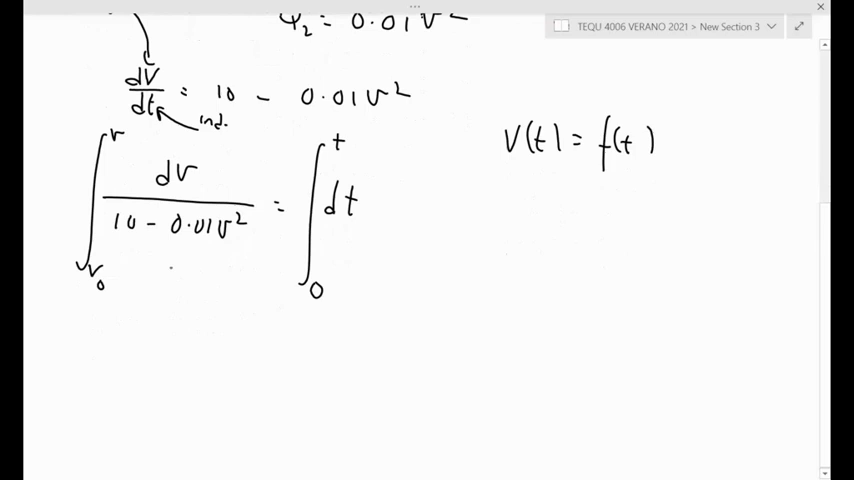 φ₂ = 0.01V²
TEQU 4006 VERANO 2021 > New Section 3
dV/dt = 10 - 0.01V²
ind.
∫_{V₀}^{V} dV/(10 - 0.01V²) = ∫_{0}^{t} dt
V(t) = f(t)